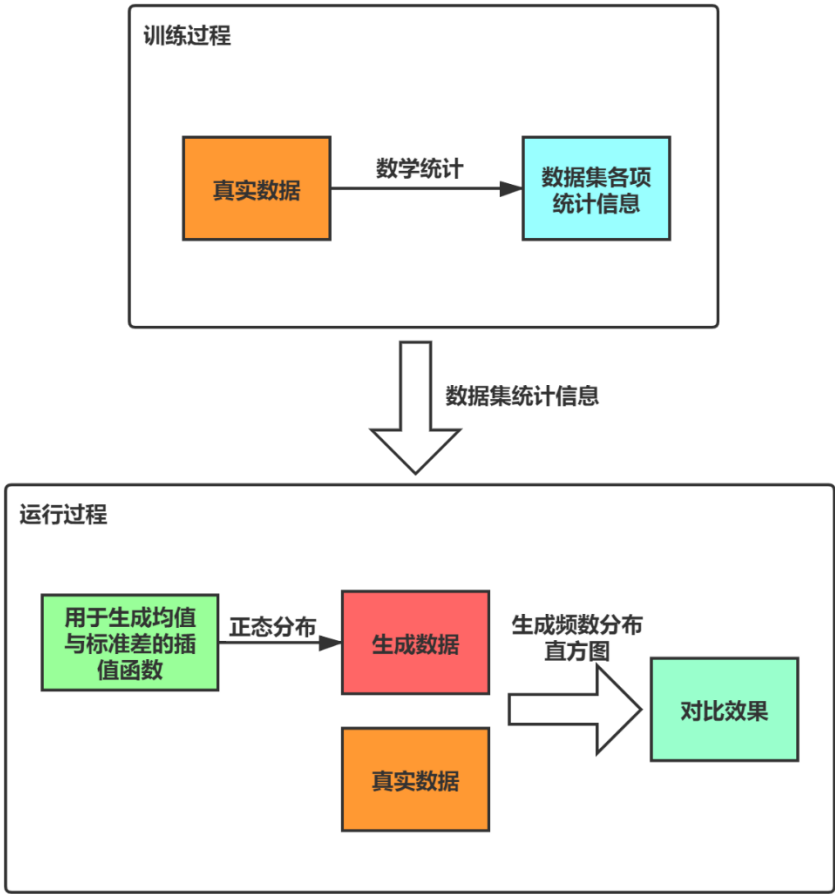 训练过程
真实数据
数学统计
数据集各项
统计信息
数据集统计信息
运行过程
用于生成均值
与标准差的插
值函数
正态分布
生成数据
生成频数分布
直方图
对比效果
真实数据